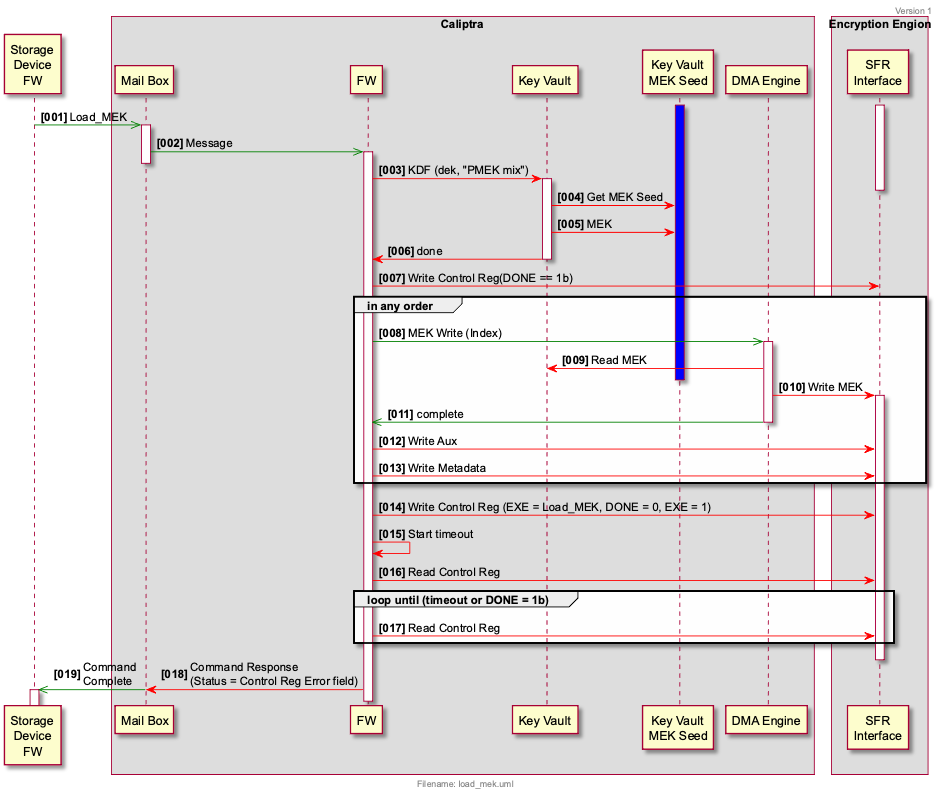 Version 1
Caliptra
Encryption Engion
Storage
Device
FW
Mail Box
FW
Key Vault
Key Vault
MEK Seed
DMA Engine
SFR
Interface
[001] Load_MEK
[002] Message
[003] KDF (dek, "PMEK mix")
[004] Get MEK Seed
[005] MEK
[006] done
[007] Write Control Reg(DONE == 1b)
in any order
[008] MEK Write (Index)
[009] Read MEK
[010] Write MEK
[011] complete
[012] Write Aux
[013] Write Metadata
[014] Write Control Reg (EXE = Load_MEK, DONE = 0, EXE = 1)
[015] Start timeout
[016] Read Control Reg
loop until (timeout or DONE = 1b)
[017] Read Control Reg
[018] Command Response
(Status = Control Reg Error field)
[019] Command
Complete
Storage
Device
FW
Mail Box
FW
Key Vault
Key Vault
MEK Seed
DMA Engine
SFR
Interface
Filename: load_mek.uml